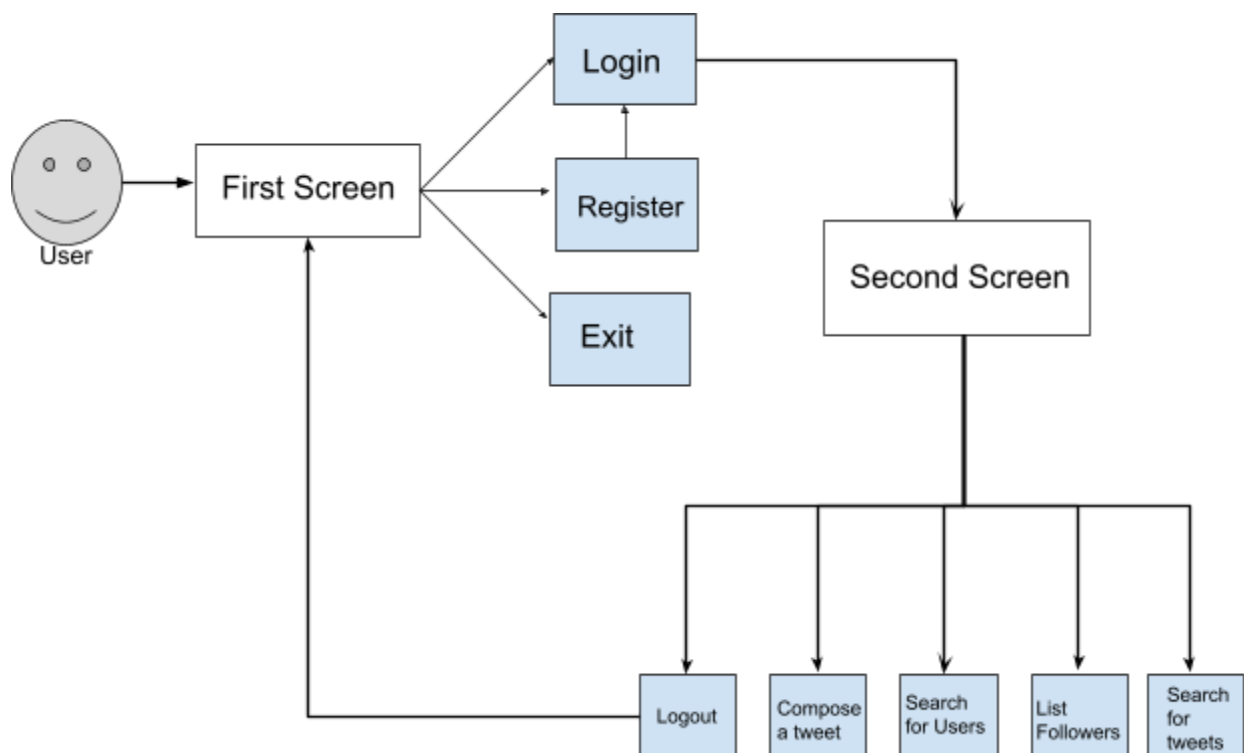 Login
First Screen
Register
User
Second Screen
Exit
Logout
Compose
a tweet
Search
for Users
List
Followers
Search
for
tweets